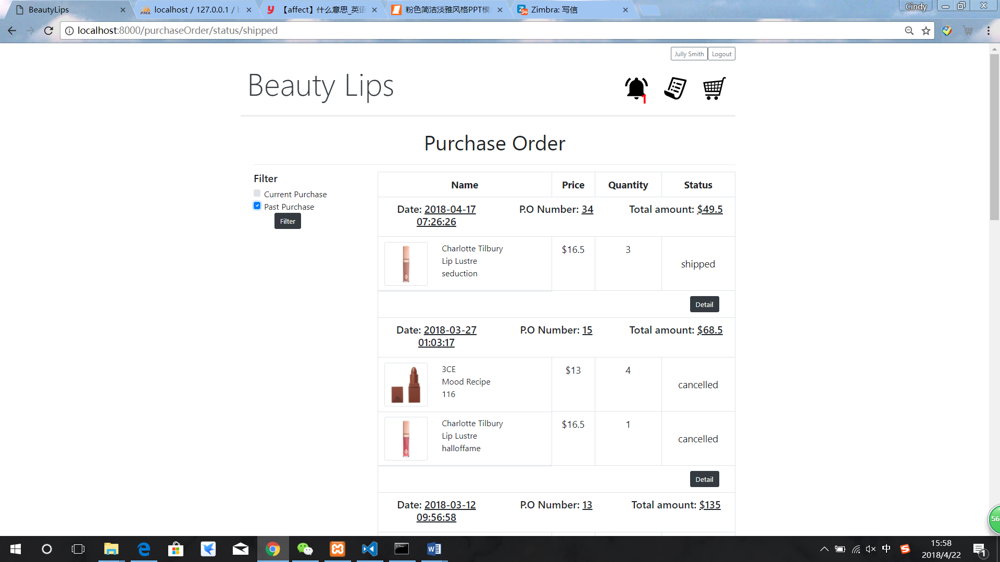 BeautyLips
localhost / 127.0.0.1 / b
【affect】什么意思_英语
粉色简洁淡雅风格PPT模
Zimbra: 写信
Cindy
localhost:8000/purchaseOrder/status/shipped
Jully Smith
Logout
Beauty Lips
1
Purchase Order
Filter
Current Purchase
Past Purchase
Filter
Name Price Quantity Status
Date: 2018-04-17 07:26:26 P.O Number: 34 Total amount: $49.5
Charlotte Tilbury
Lip Lustre
seduction
$16.5 3 shipped
Detail
Date: 2018-03-27 01:03:17 P.O Number: 15 Total amount: $68.5
3CE
Mood Recipe
116
$13 4 cancelled
Charlotte Tilbury
Lip Lustre
halloffame
$16.5 1 cancelled
Detail
Date: 2018-03-12 09:56:58 P.O Number: 13 Total amount: $135
56
中
15:58
2018/4/22
1